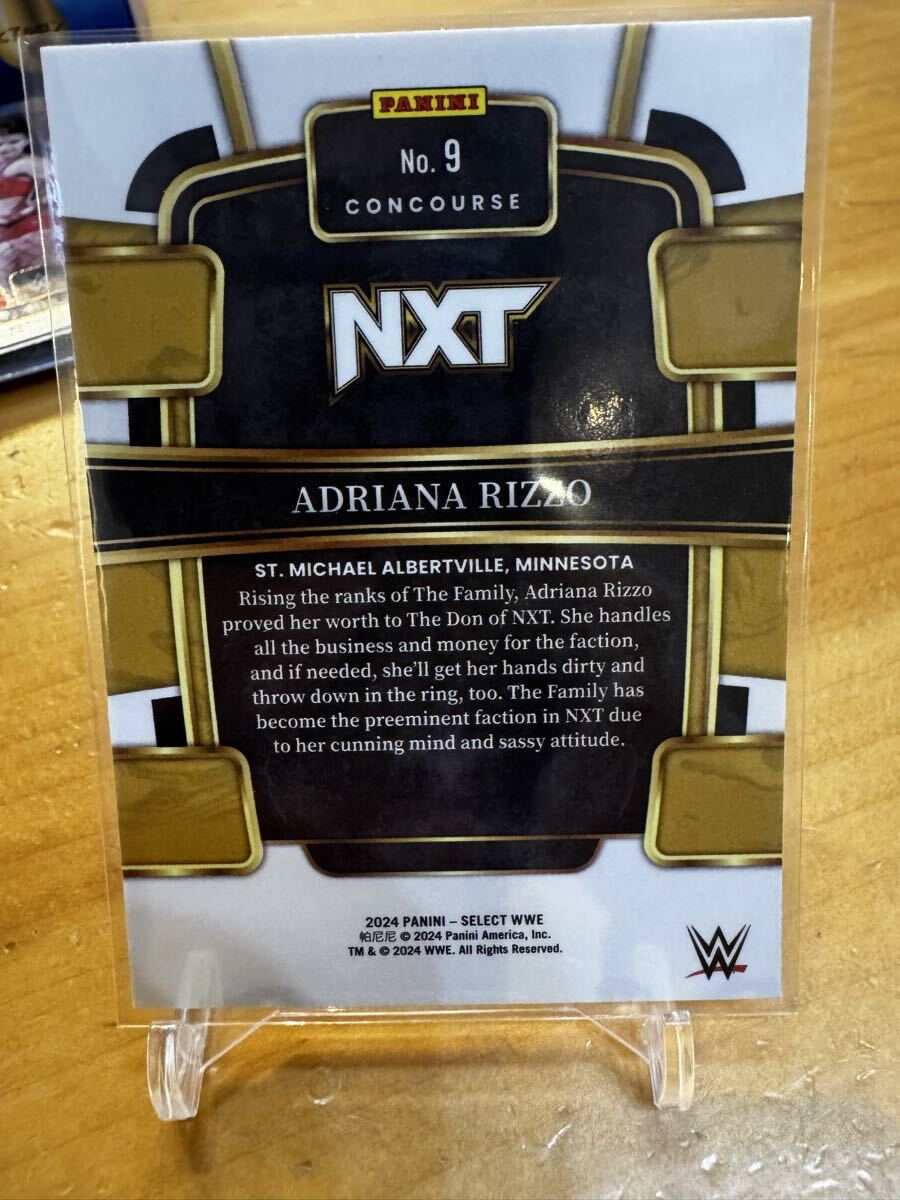 PANINI
No. 9
CONCOURSE
NXT
ADRIANA RIZZO
ST. MICHAEL ALBERTVILLE, MINNESOTA
Rising the ranks of The Family, Adriana Rizzo
proved her worth to The Don of NXT. She handles
all the business and money for the faction,
and if needed, she'll get her hands dirty and
throw down in the ring, too. The Family has
become the preeminent faction in NXT due
to her cunning mind and sassy attitude.
2024 PANINI – SELECT WWE
帕尼尼 © 2024 Panini America, Inc.
TM & © 2024 WWE. All Rights Reserved.
W